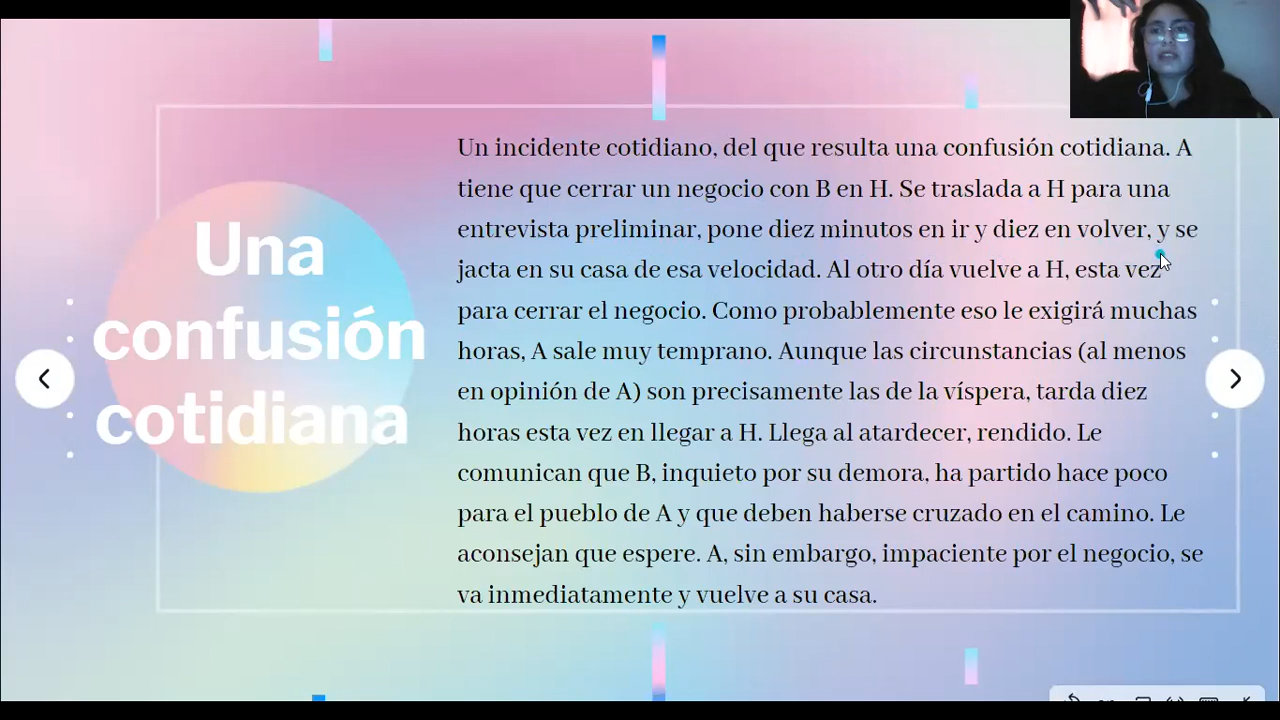 Una
confusión
cotidiana
Un incidente cotidiano, del que resulta una confusión cotidiana. A
tiene que cerrar un negocio con B en H. Se traslada a H para una
entrevista preliminar, pone diez minutos en ir y diez en volver, y se
jacta en su casa de esa velocidad. Al otro día vuelve a H, esta vez
para cerrar el negocio. Como probablemente eso le exigirá muchas
horas, A sale muy temprano. Aunque las circunstancias (al menos
en opinión de A) son precisamente las de la víspera, tarda diez
horas esta vez en llegar a H. Llega al atardecer, rendido. Le
comunican que B, inquieto por su demora, ha partido hace poco
para el pueblo de A y que deben haberse cruzado en el camino. Le
aconsejan que espere. A, sin embargo, impaciente por el negocio, se
va inmediatamente y vuelve a su casa.